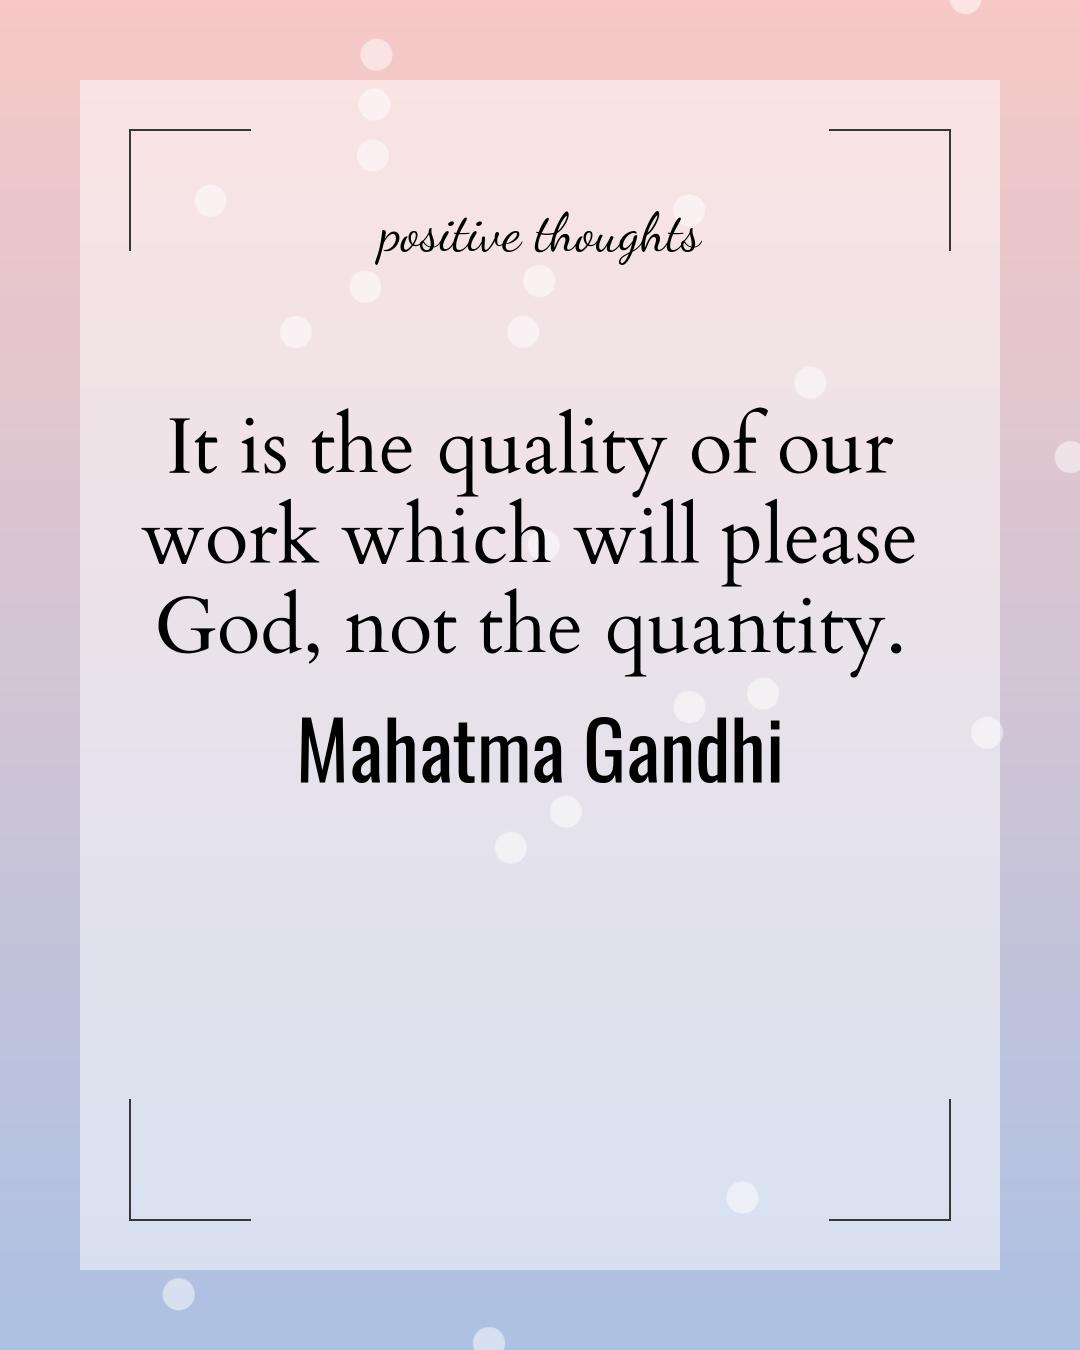 positive thoughts
It is the quality of our
work which will please
God, not the quantity.
Mahatma Gandhi